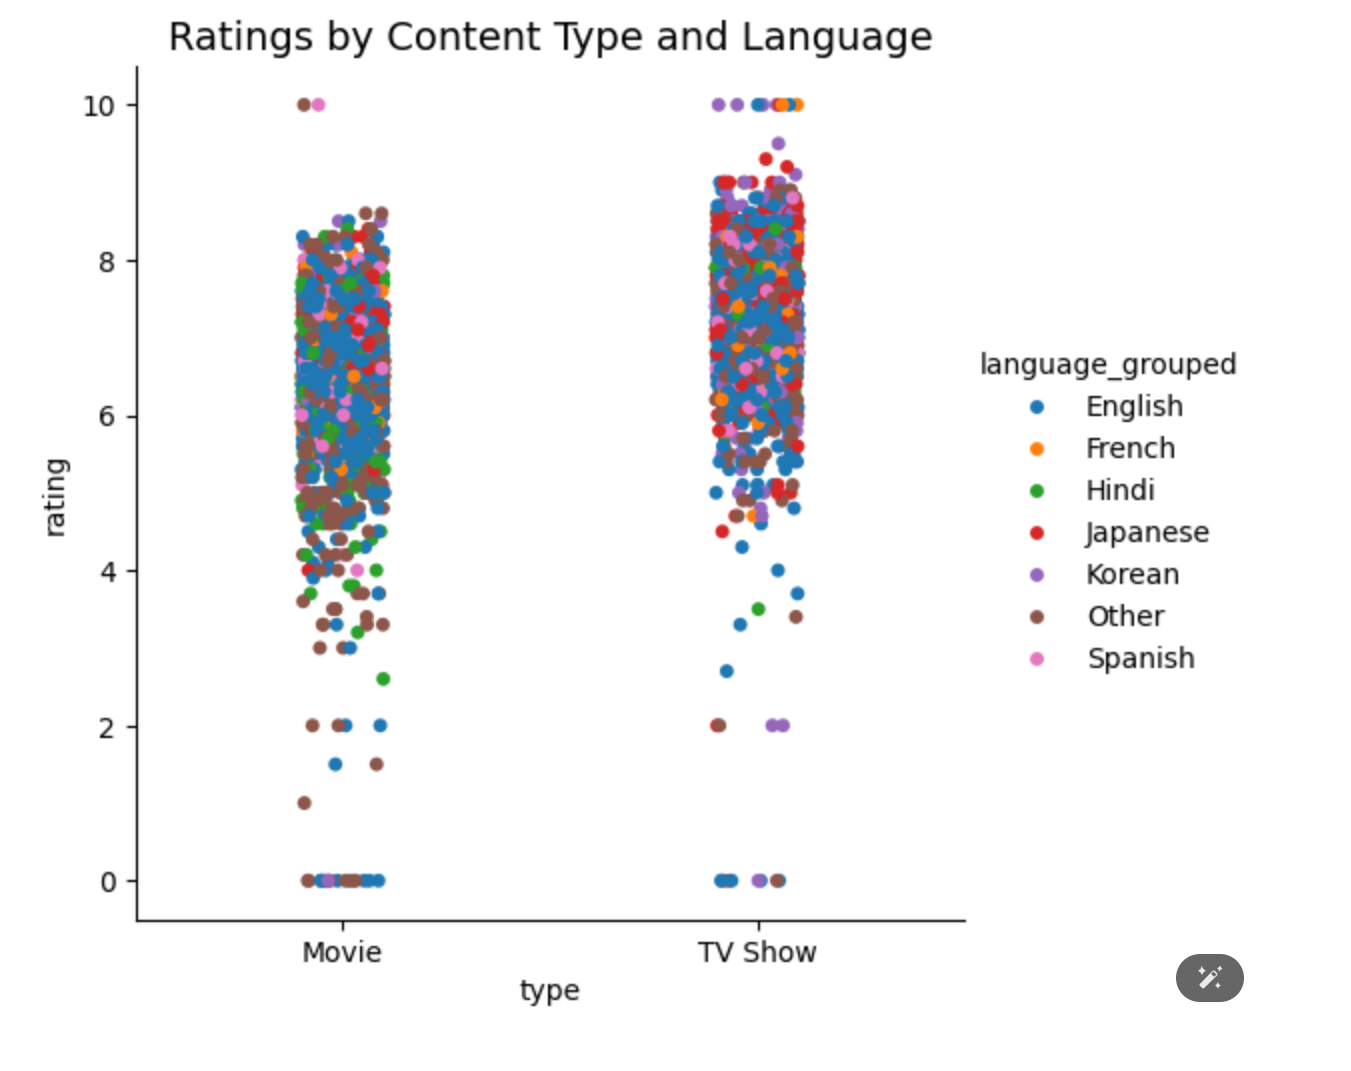 Ratings by Content Type and Language
10
8
6
4
2
0
rating
Movie
TV Show
type
language_grouped
English
French
Hindi
Japanese
Korean
Other
Spanish